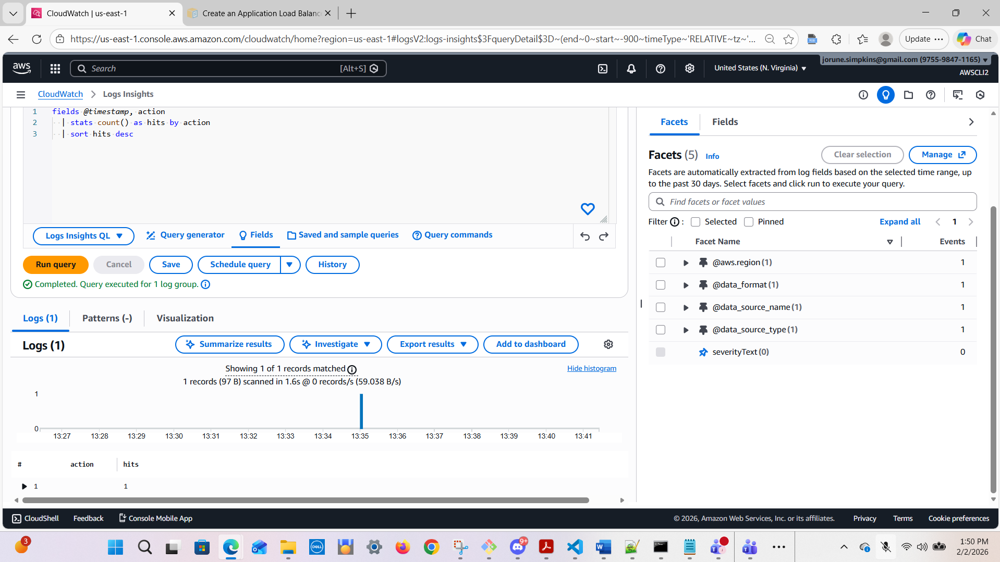 CloudWatch | us-east-1
Create an Application Load Balanc
https://us-east-1.console.aws.amazon.com/cloudwatch/home?region=us-east-1#logsV2:logs-insights$3FqueryDetail$3D~(end~0~start~-900~timeType~'RELATIVE~tz~'...
Update
Chat
aws
Search
[Alt+S]
United States (N. Virginia)
jorune.simpkins@gmail.com (9755-9847-1165)
AWSCLI2
CloudWatch
Logs Insights
1 fields @timestamp, action
2 | stats count() as hits by action
3 | sort hits desc
Logs Insights QL
Query generator
Fields
Saved and sample queries
Query commands
Run query
Cancel
Save
Schedule query
History
Completed. Query executed for 1 log group.
Logs (1)
Patterns (-)
Visualization
Logs (1)
Summarize results
Investigate
Export results
Add to dashboard
Showing 1 of 1 records matched
Hide histogram
1 records (97 B) scanned in 1.6s @ 0 records/s (59.038 B/s)
1
0
13:27 13:28 13:29 13:30 13:31 13:32 13:33 13:34 13:35 13:36 13:37 13:38 13:39 13:40 13:41
# action hits
1 1
Facets
Fields
Facets (5) Info
Clear selection
Manage
Facets are automatically extracted from log fields based on the selected time range, up
to the past 30 days. Select facets and click run to execute your query.
Find facets or facet values
Filter : Selected Pinned
Expand all
1
Facet Name Events
@aws.region (1) 1
@data_format (1) 1
@data_source_name (1) 1
@data_source_type (1) 1
severityText (0) 0
CloudShell
Feedback
Console Mobile App
© 2026, Amazon Web Services, Inc. or its affiliates.
Privacy
Terms
Cookie preferences
3
DELL
9+
1:50 PM
2/2/2026